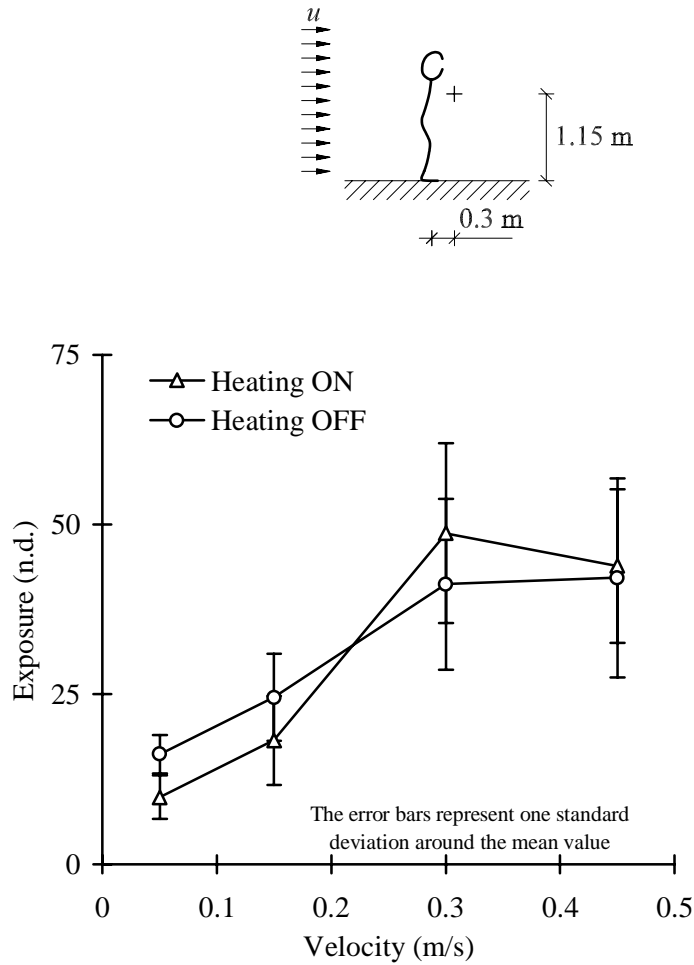 u
1.15 m
0.3 m
75
Heating ON
Heating OFF
50
Exposure (n.d.)
25
The error bars represent one standard
deviation around the mean value
0
0 0.1 0.2 0.3 0.4 0.5
Velocity (m/s)